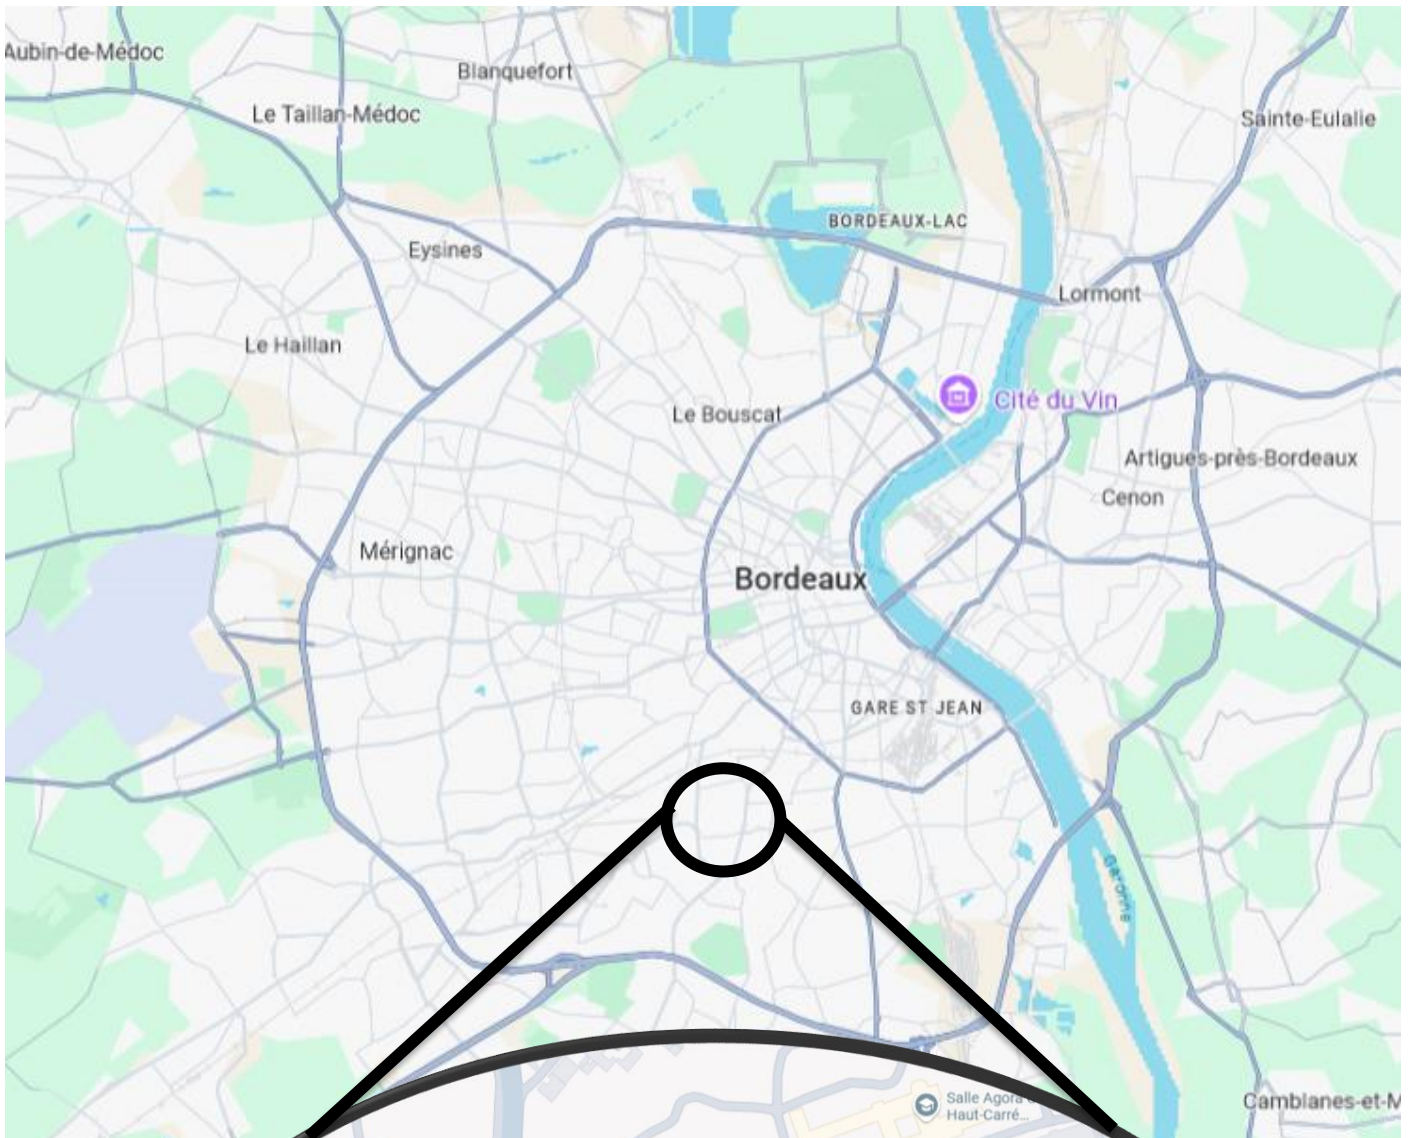 Aubin-de-Médoc
Blanquefort
Le Taillan-Médoc
Sainte-Eulalie
BORDEAUX-LAC
Eysines
Lormont
Le Haillan
Cité du Vin
Le Bouscat
Artigues-près-Bordeaux
Cenon
Mérignac
Bordeaux
GARE ST JEAN
Garonne
Salle Agora
Haut-Carré...
Camblanes-et-M